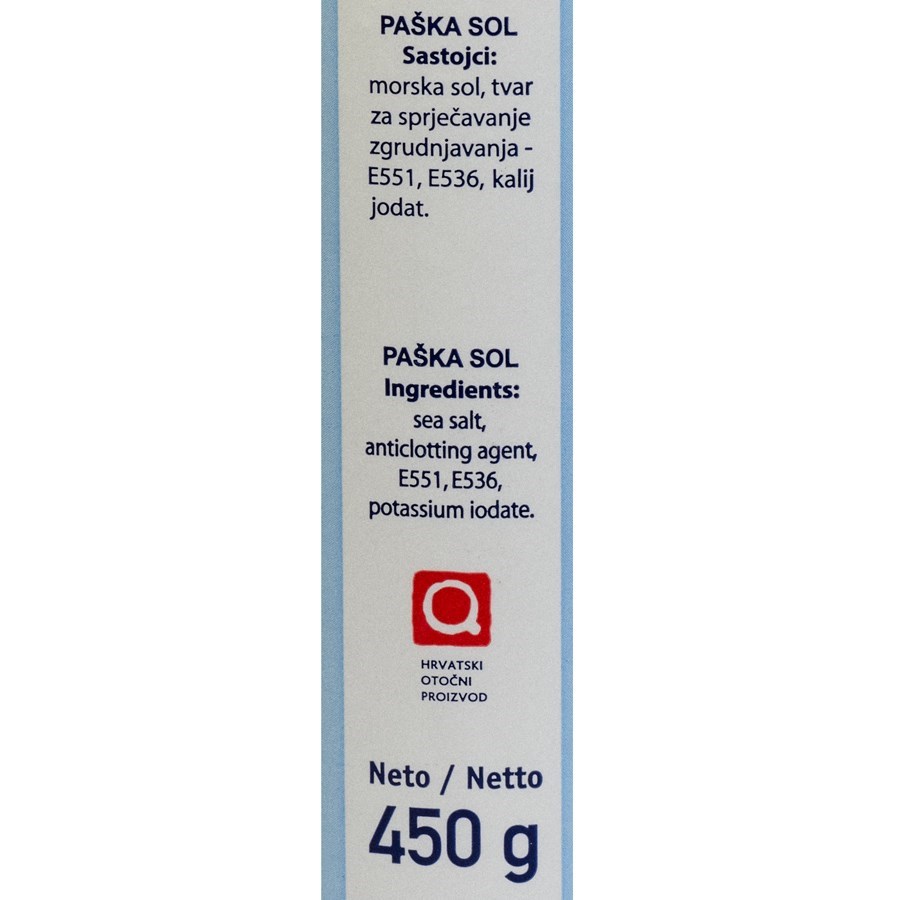 PAŠKA SOL
Sastojci:
morska sol, tvar
za sprječavanje
zgrudnjavanja -
E551, E536, kalij
jodat.
PAŠKA SOL
Ingredients:
sea salt,
anticlotting agent,
E551, E536,
potassium iodate.
HRVATSKI
OTOČNI
PROIZVOD
Neto / Netto
450 g